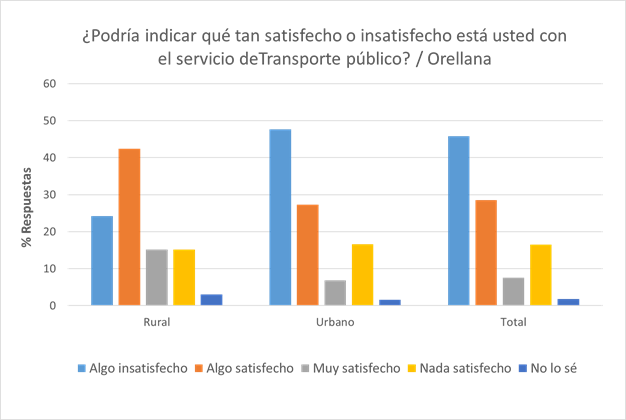 ¿Podría indicar qué tan satisfecho o insatisfecho está usted con
el servicio deTransporte público? / Orellana
60
50
40
30
20
10
0
% Respuestas
Rural Urbano Total
Algo insatisfecho Algo satisfecho Muy satisfecho Nada satisfecho No lo sé